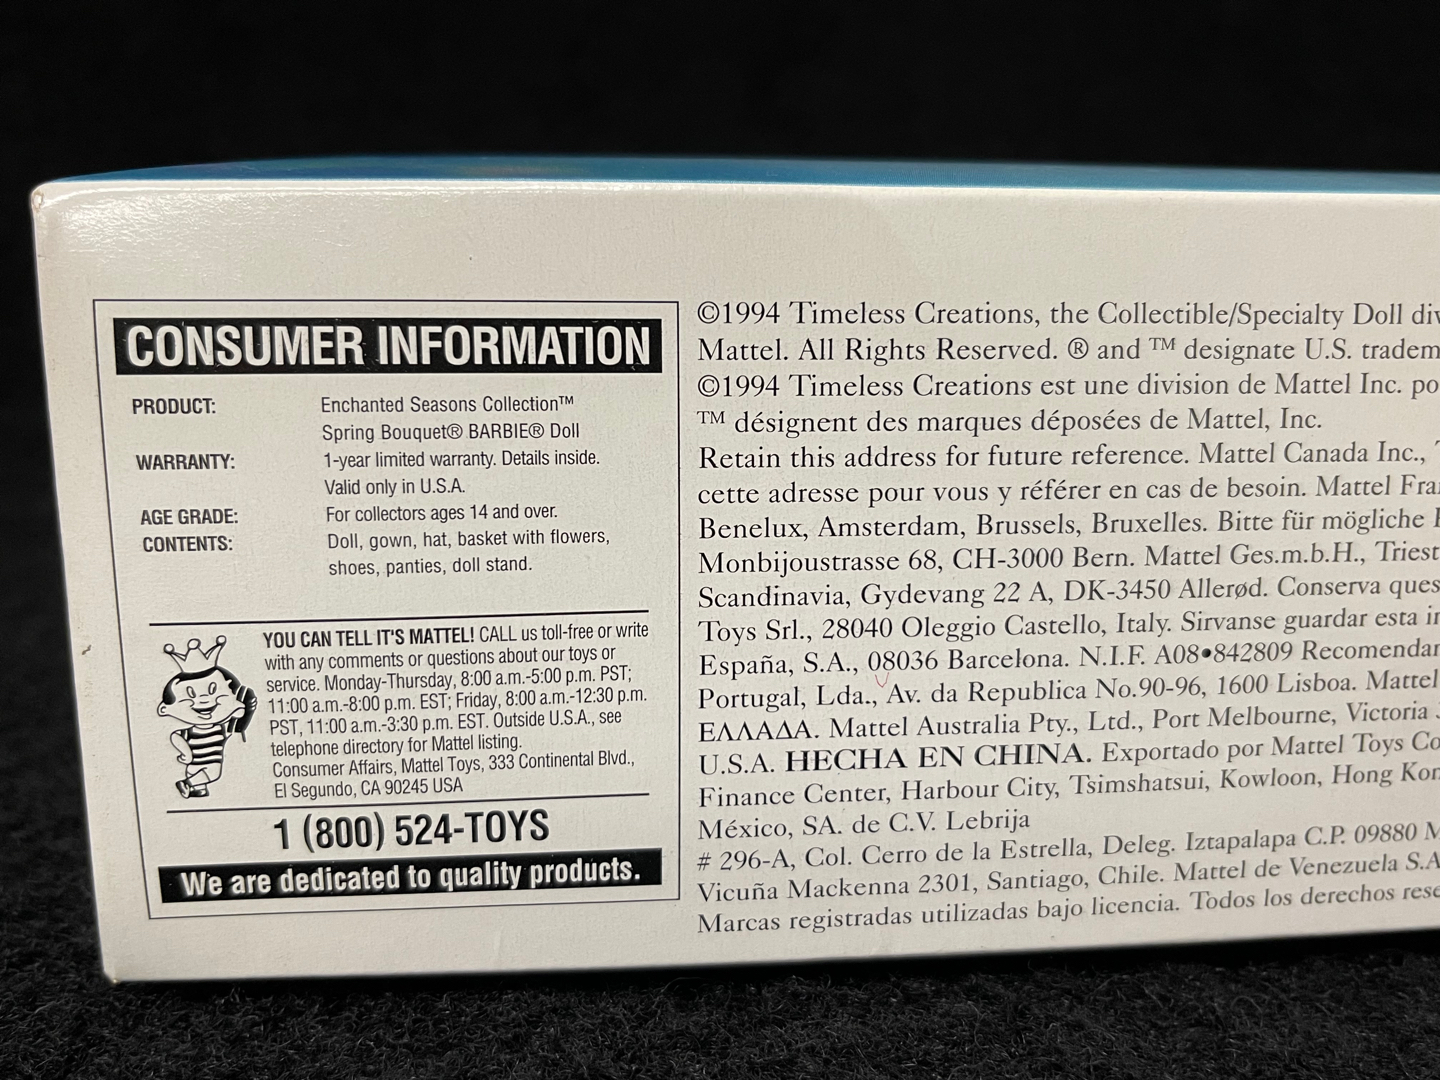 CONSUMER INFORMATION
PRODUCT: Enchanted Seasons Collection™
Spring Bouquet® BARBIE® Doll
WARRANTY: 1-year limited warranty. Details inside.
Valid only in U.S.A.
AGE GRADE: For collectors ages 14 and over.
CONTENTS: Doll, gown, hat, basket with flowers,
shoes, panties, doll stand.
YOU CAN TELL IT'S MATTEL! CALL us toll-free or write
with any comments or questions about our toys or
service. Monday-Thursday, 8:00 a.m.-5:00 p.m. PST;
11:00 a.m.-8:00 p.m. EST; Friday, 8:00 a.m.-12:30 p.m.
PST, 11:00 a.m.-3:30 p.m. EST. Outside U.S.A., see
telephone directory for Mattel listing.
Consumer Affairs, Mattel Toys, 333 Continental Blvd.,
El Segundo, CA 90245 USA
1 (800) 524-TOYS
We are dedicated to quality products.
©1994 Timeless Creations, the Collectible/Specialty Doll div
Mattel. All Rights Reserved. ® and ™ designate U.S. tradem
©1994 Timeless Creations est une division de Mattel Inc. po
™ désignent des marques déposées de Mattel, Inc.
Retain this address for future reference. Mattel Canada Inc.,
cette adresse pour vous y référer en cas de besoin. Mattel Fra
Benelux, Amsterdam, Brussels, Bruxelles. Bitte für mögliche
Monbijoustrasse 68, CH-3000 Bern. Mattel Ges.m.b.H., Triest
Scandinavia, Gydevang 22 A, DK-3450 Allerød. Conserva ques
Toys Srl., 28040 Oleggio Castello, Italy. Sirvanse guardar esta in
España, S.A., 08036 Barcelona. N.I.F. A08•842809 Recomendar
Portugal, Lda., Av. da Republica No.90-96, 1600 Lisboa. Mattel
ΕΛΛΑΔΑ. Mattel Australia Pty., Ltd., Port Melbourne, Victoria
U.S.A. HECHA EN CHINA. Exportado por Mattel Toys Co
Finance Center, Harbour City, Tsimshatsui, Kowloon, Hong Kon
México, SA. de C.V. Lebrija
# 296-A, Col. Cerro de la Estrella, Deleg. Iztapalapa C.P. 09880 M
Vicuña Mackenna 2301, Santiago, Chile. Mattel de Venezuela S.A
Marcas registradas utilizadas bajo licencia. Todos los derechos rese